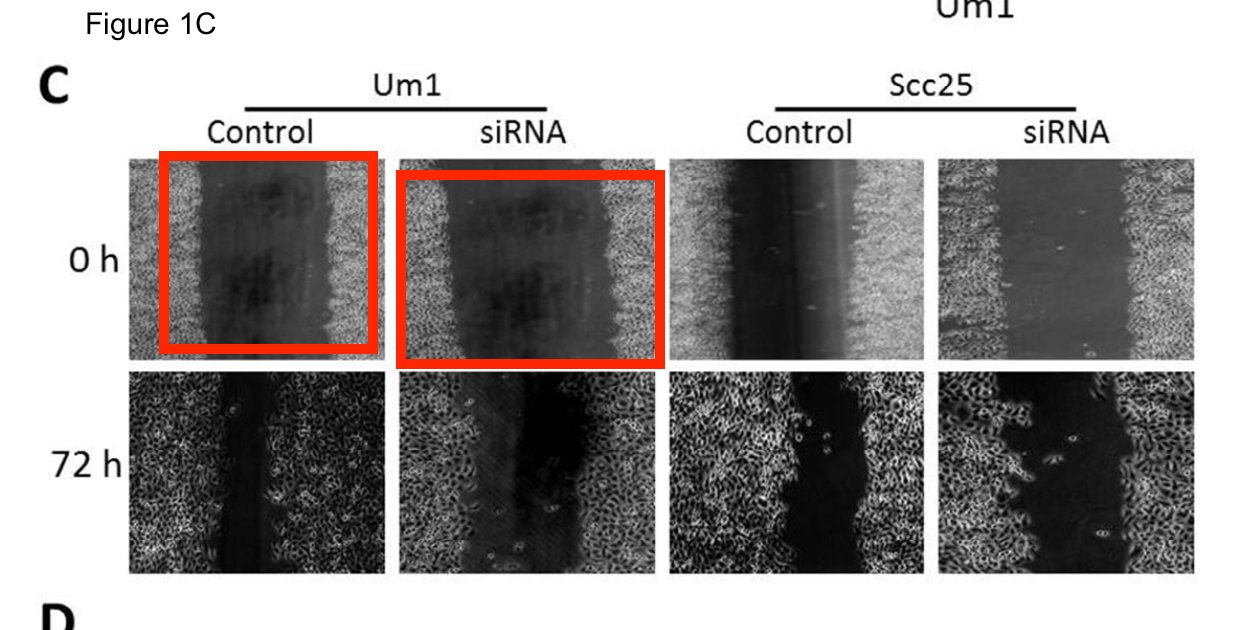 Um1
Figure 1C
C
Um1 Scc25
Control siRNA Control siRNA
0 h
72 h
D